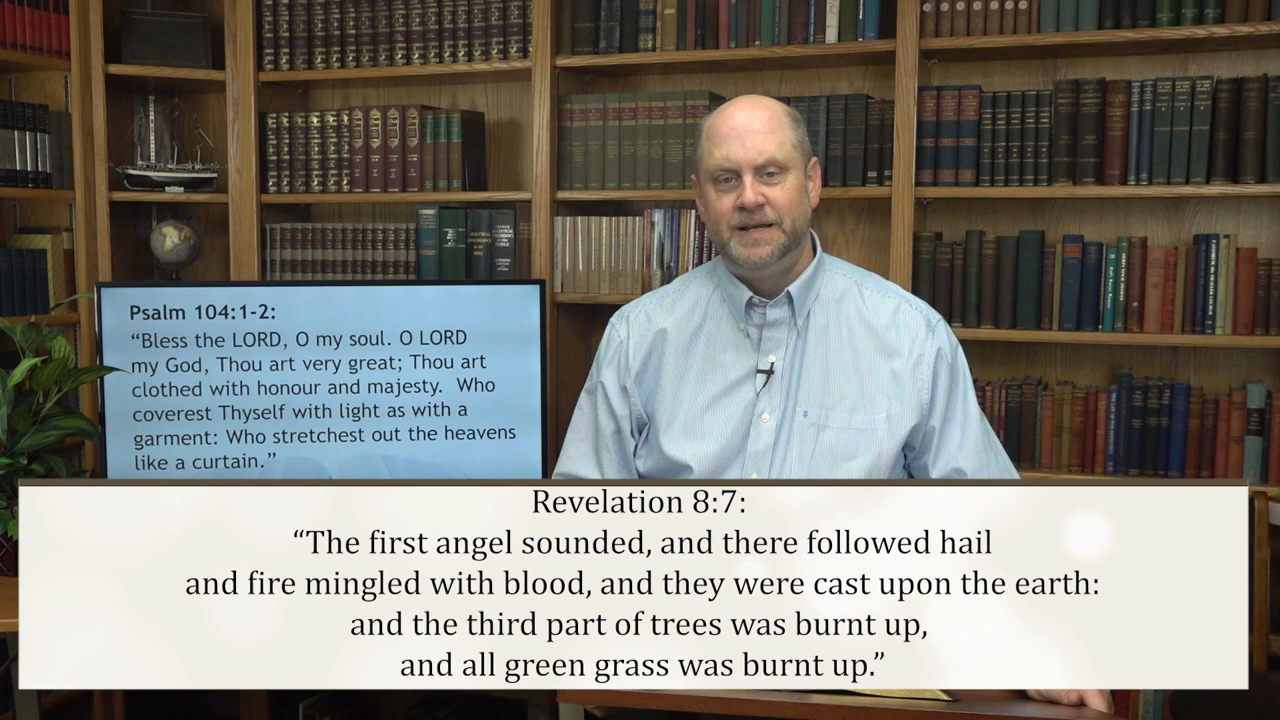 Psalm 104:1-2:
“Bless the LORD, O my soul. O LORD
my God, Thou art very great; Thou art
clothed with honour and majesty.  Who
coverest Thyself with light as with a
garment: Who stretchest out the heavens
like a curtain.”
Revelation 8:7:
“The first angel sounded, and there followed hail
and fire mingled with blood, and they were cast upon the earth:
and the third part of trees was burnt up,
and all green grass was burnt up.”